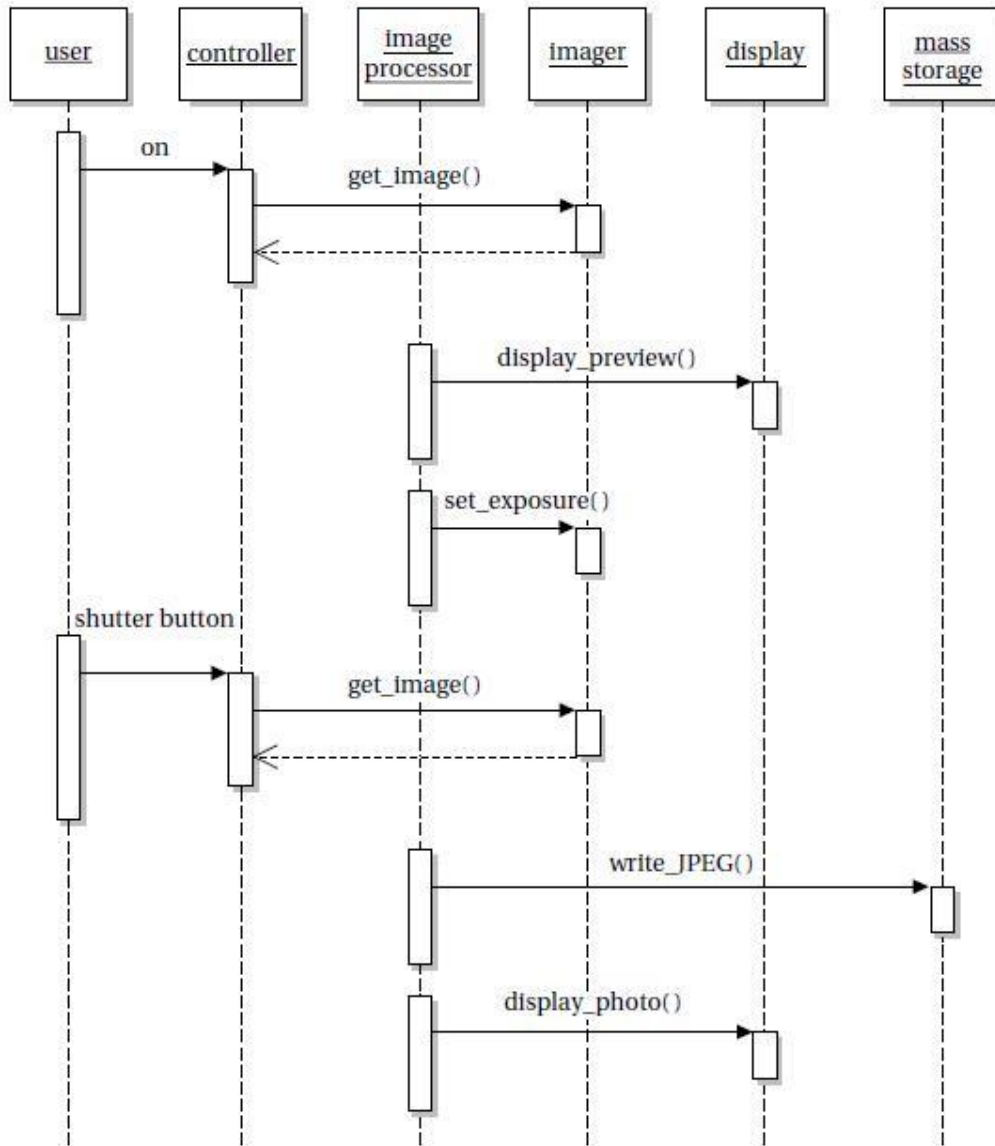 user
controller
image
processor
imager
display
mass
storage
on
get_image()
display_preview()
set_exposure()
shutter button
get_image()
write_JPEG()
display_photo()